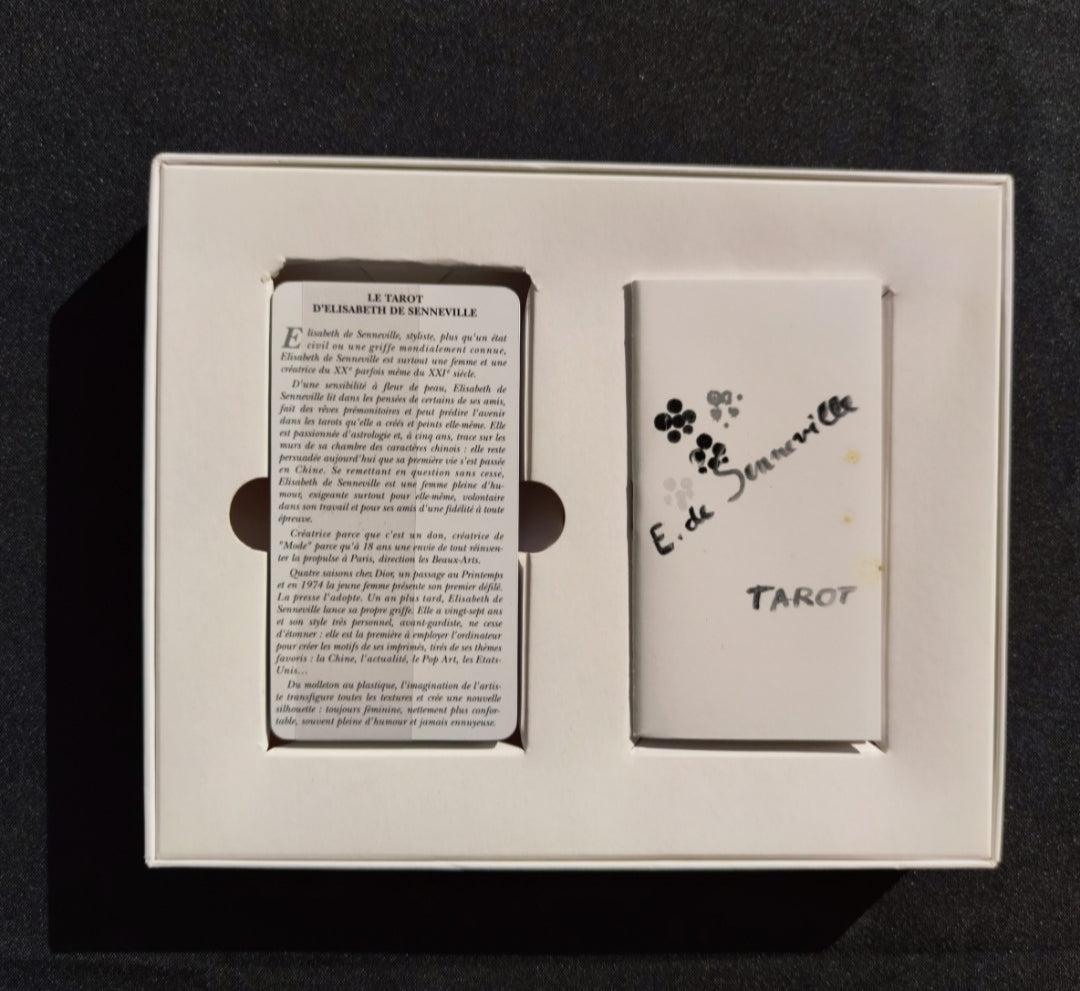 LE TAROT
D'ELISABETH DE SENNEVILLE
Elisabeth de Senneville, styliste, plus qu'un état
civil ou une griffe mondialement connue,
Elisabeth de Senneville est surtout une femme et une
créatrice du XXe parfois même du XXIe siècle.
D'une sensibilité à fleur de peau, Elisabeth de
Senneville lit dans les pensées de certains de ses amis,
fait des rêves prémonitoires et peut prédire l'avenir
dans les tarots qu'elle a créés et peints elle-même. Elle
est passionnée d'astrologie et, à cinq ans, trace sur les
murs de sa chambre des caractères chinois : elle reste
persuadée aujourd'hui que sa première vie s'est passée
en Chine. Se remettant en question sans cesse,
Elisabeth de Senneville est une femme pleine d'hu-
mour, exigeante surtout pour elle-même, volontaire
dans son travail et pour ses amis d'une fidélité à toute
épreuve.
Créatrice parce que c'est un don, créatrice de
"Mode" parce qu'à 18 ans une envie de tout réinven-
ter la propulse à Paris, direction les Beaux-Arts.
Quatre saisons chez Dior, un passage au Printemps
et en 1974 la jeune femme présente son premier défilé.
La presse l'adopte. Un an plus tard, Elisabeth de
Senneville lance sa propre griffe. Elle a vingt-sept ans
et son style très personnel, avant-gardiste, ne cesse
d'étonner : elle est la première à employer l'ordinateur
pour créer les motifs de ses imprimés, tirés de ses thèmes
favoris : la Chine, l'actualité, le Pop Art, les Etats-
Unis...
Du molleton au plastique, l'imagination de l'artis-
te transfigure toutes les textures et crée une nouvelle
silhouette : toujours féminine, nettement plus confor-
table, souvent pleine d'humour et jamais ennuyeuse.
E. de Senneville
TAROT